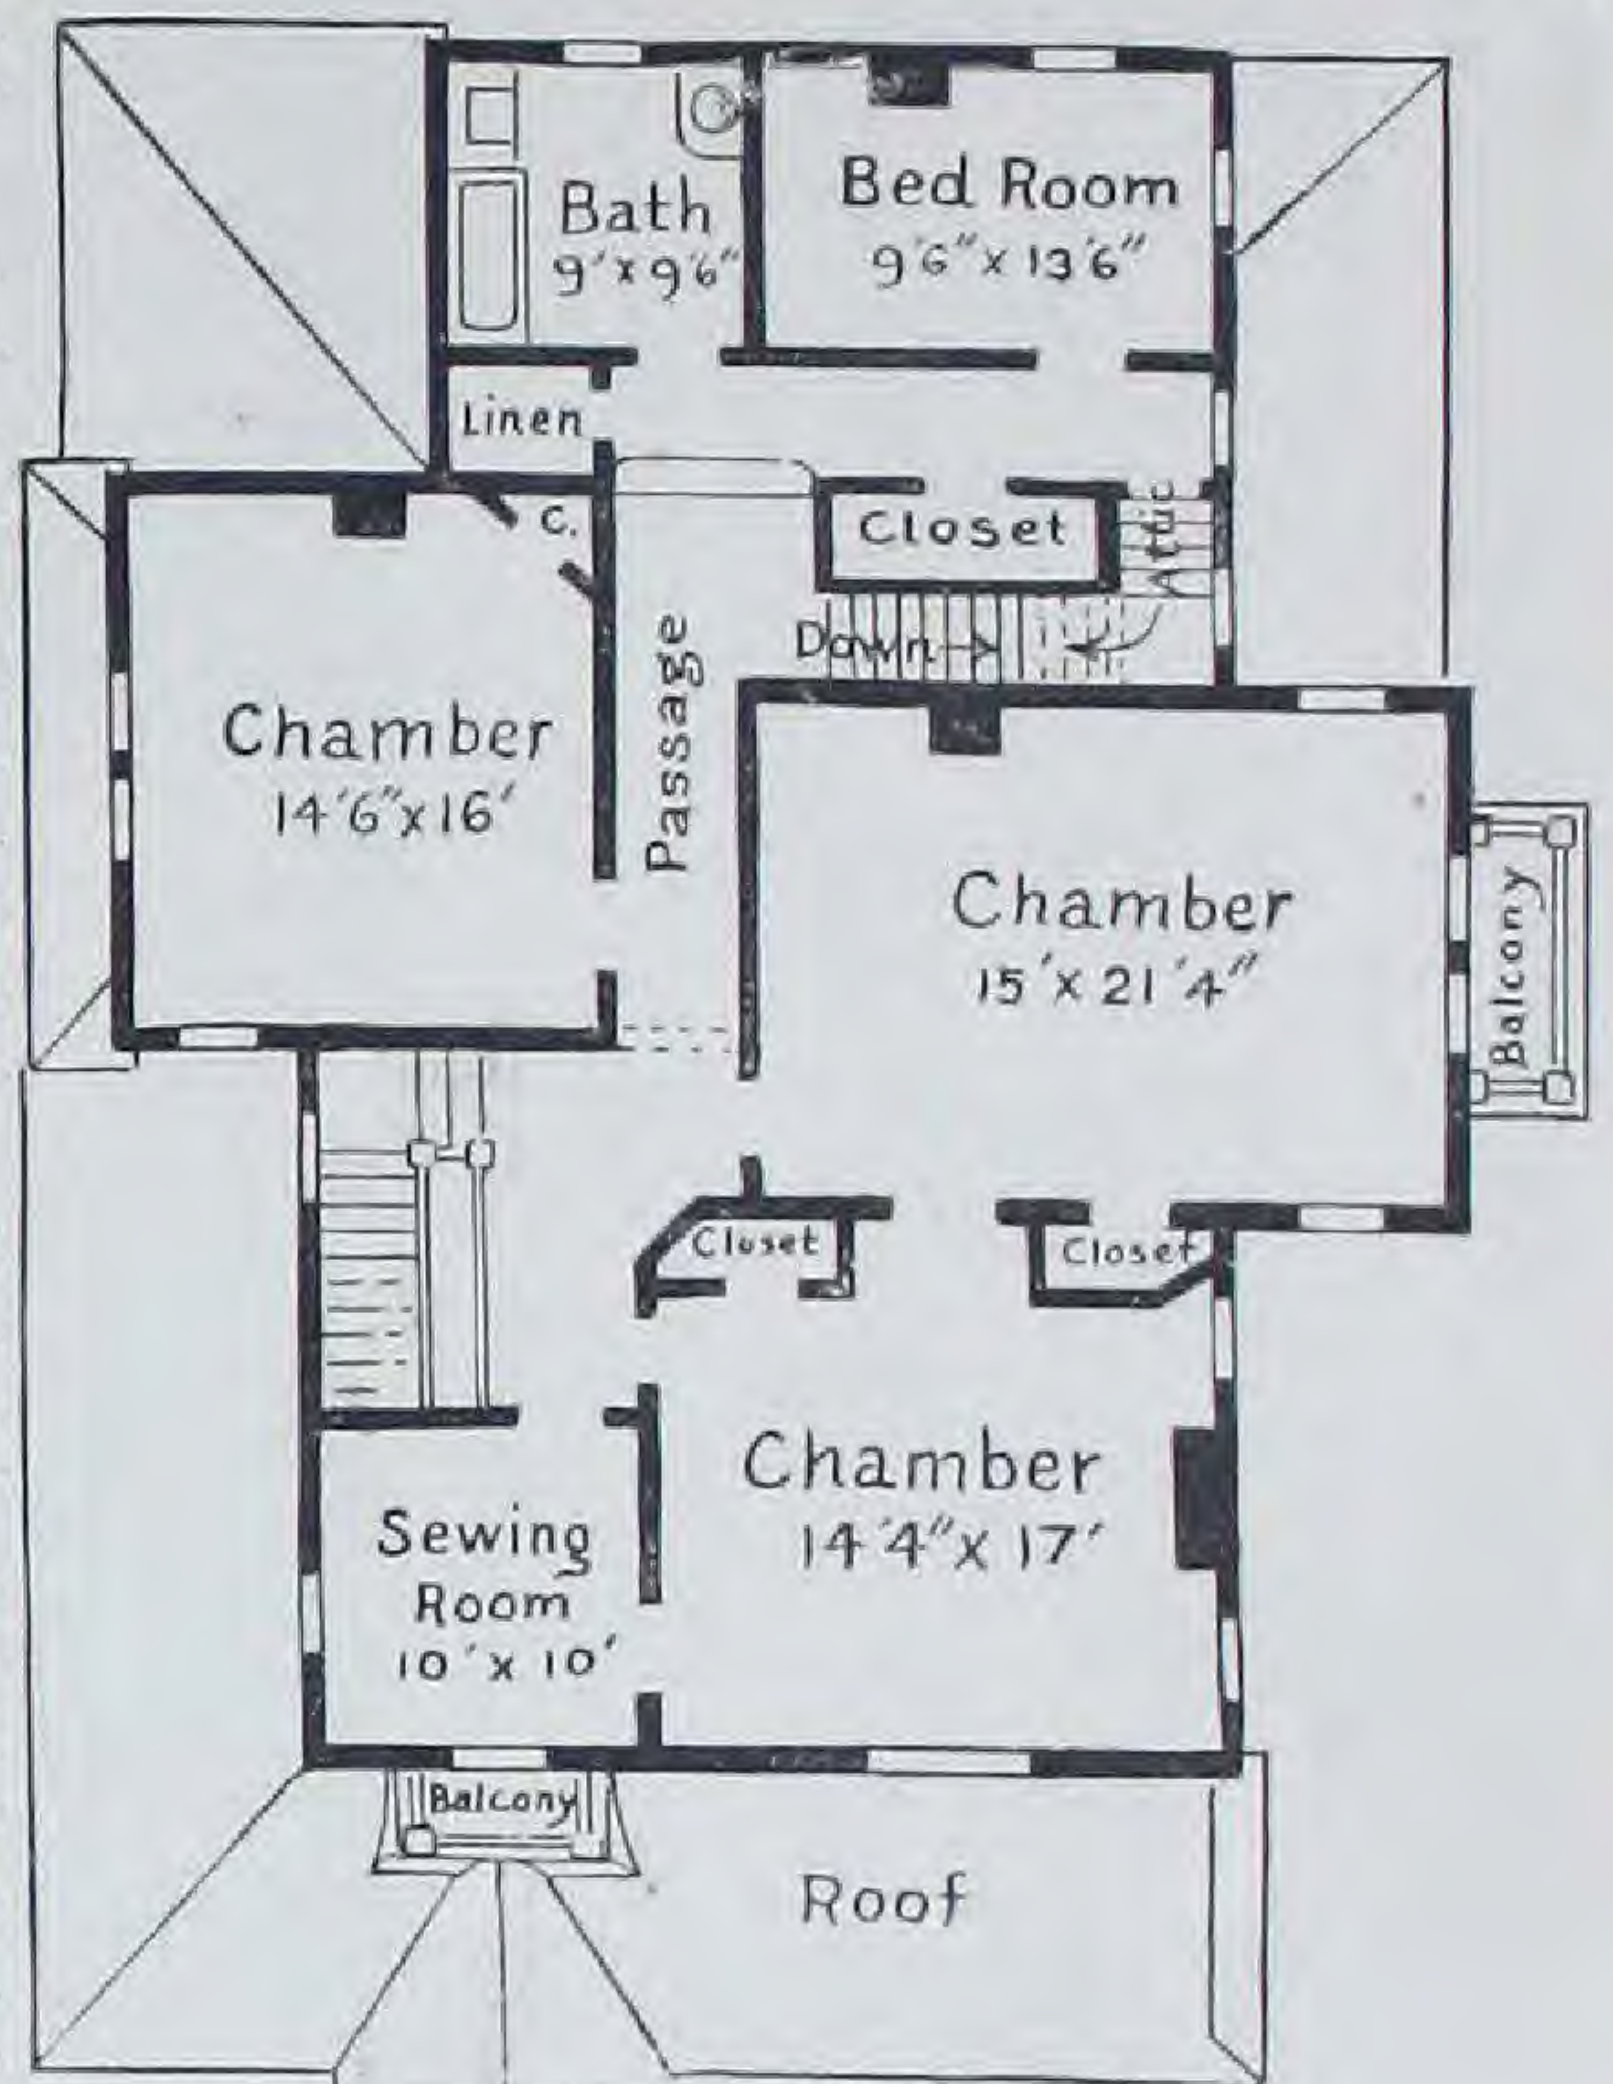 Bath
9'x9'6"
Bed Room
9'6"x13'6"
Linen
C.
Closet
Attic
Down
Passage
Chamber
14'6"x16'
Chamber
15'x21'4"
Balcony
Closet
Closet
Chamber
14'4"x17'
Sewing
Room
10'x10'
Balcony
Roof